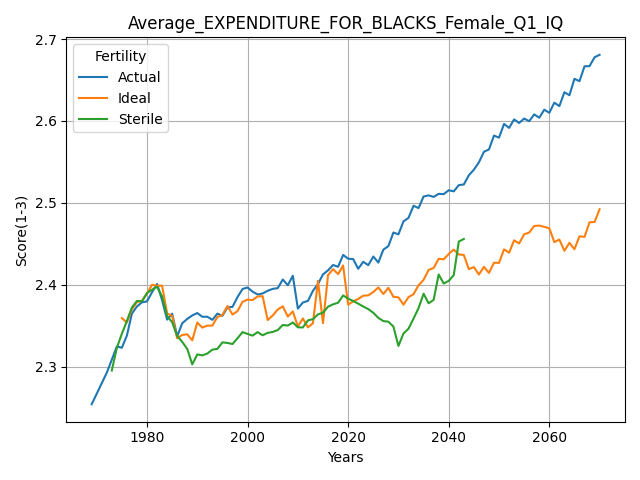 Average_EXPENDITURE_FOR_BLACKS_Female_Q1_IQ
Fertility
Actual
Ideal
Sterile
2.7
2.6
2.5
2.4
2.3
Score(1-3)
1980 2000 2020 2040 2060
Years